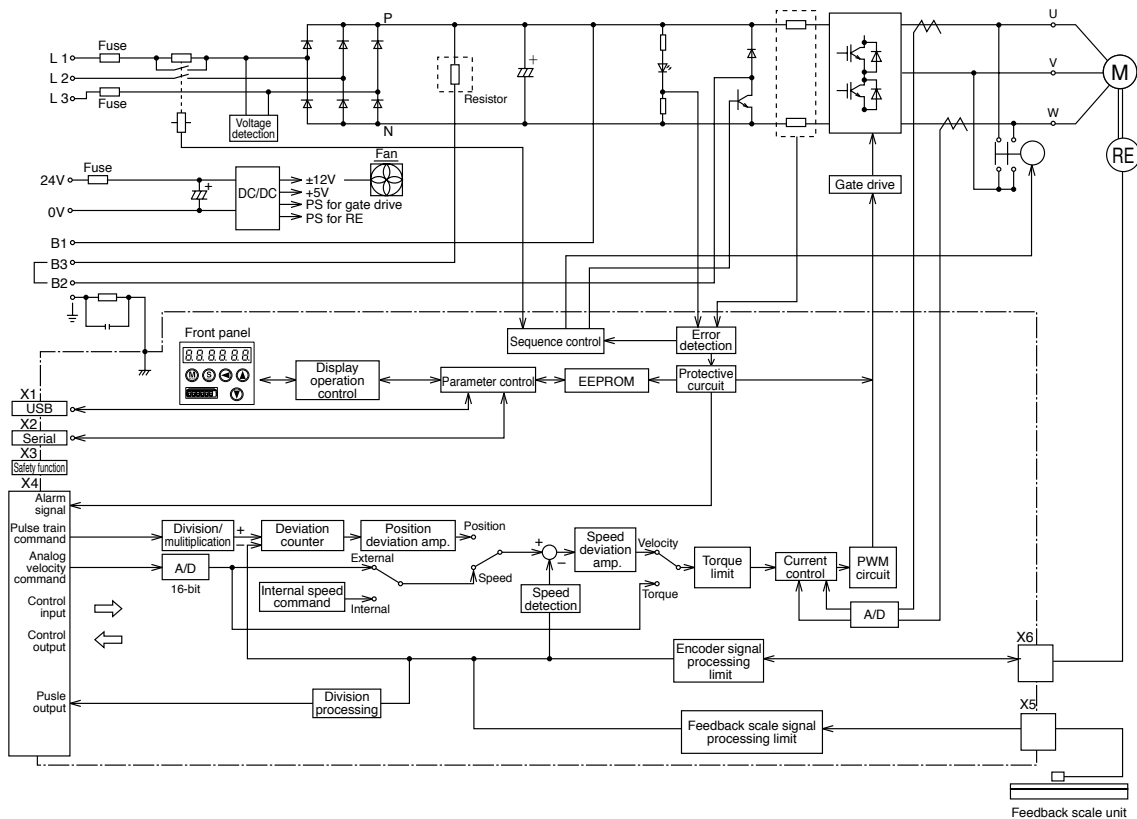 P
U
Fuse
L 1
L 2
L 3
Fuse
Voltage
detection
Resistor
N
V
M
W
RE
Fuse
24V
0V
DC/DC
±12V
+5V
PS for gate drive
PS for RE
Fan
Gate drive
B1
B3
B2
+
+
Front panel
8.8.8.8.8.8.
M
S
Display
operation
control
Sequence control
Error
detection
Parameter control
EEPROM
Protective
curcuit
X1
USB
X2
Serial
X3
Safety function
X4
Alarm
signal
Pulse train
command
Analog
velocity
command
Control
input
Control
output
Pusle
output
Division/
muitiplication
+
−
Deviation
counter
Position
deviation amp.
Position
A/D
16-bit
External
Internal speed
command
Internal
Speed
+
−
Speed
deviation
amp.
Speed
detection
Velocity
Torque
Torque
limit
Current
control
PWM
circuit
A/D
Encoder signal
processing
limit
X6
Division
processing
Feedback scale signal
processing limit
X5
Feedback scale unit